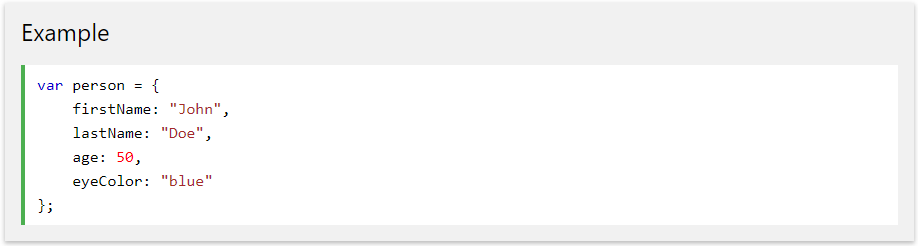 Example
var person = {
    firstName: "John",
    lastName: "Doe",
    age: 50,
    eyeColor: "blue"
};